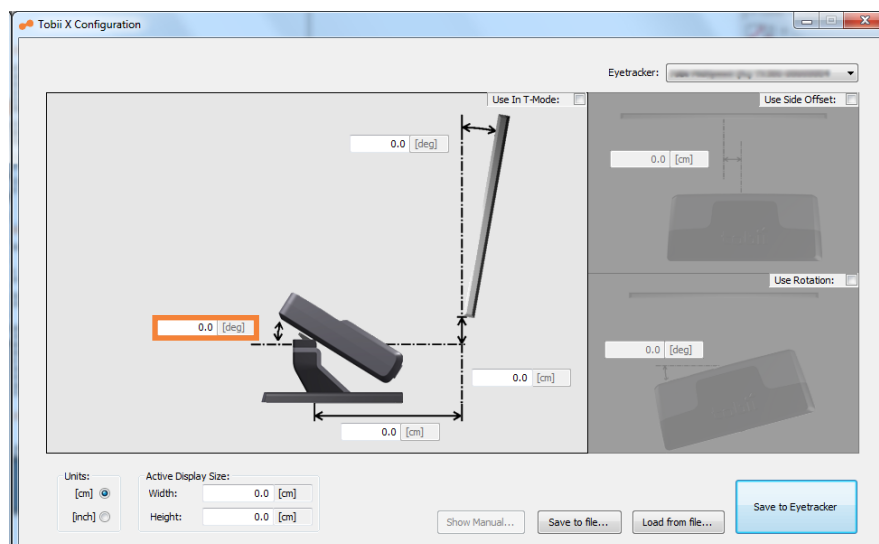 Tobii X Configuration
Eyetracker:
Use In T-Mode:
Use Side Offset:
0.0 [deg]
0.0 [cm]
Use Rotation:
0.0 [deg]
0.0 [deg]
0.0 [cm]
0.0 [cm]
Units:
[cm]
[inch]
Active Display Size:
Width: 0.0 [cm]
Height: 0.0 [cm]
Show Manual...
Save to file...
Load from file...
Save to Eyetracker